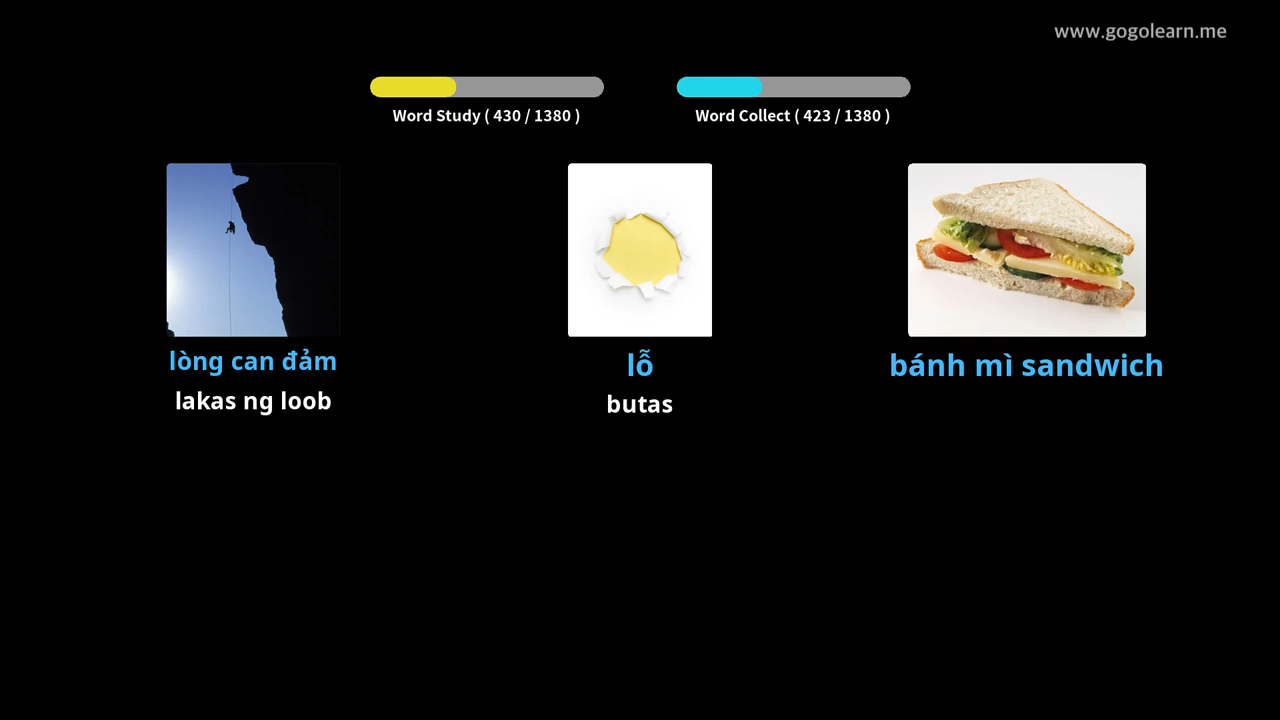 www.gogolearn.me
Word Study ( 430 / 1380 )
Word Collect ( 423 / 1380 )
lòng can đảm
lakas ng loob
lỗ
butas
bánh mì sandwich